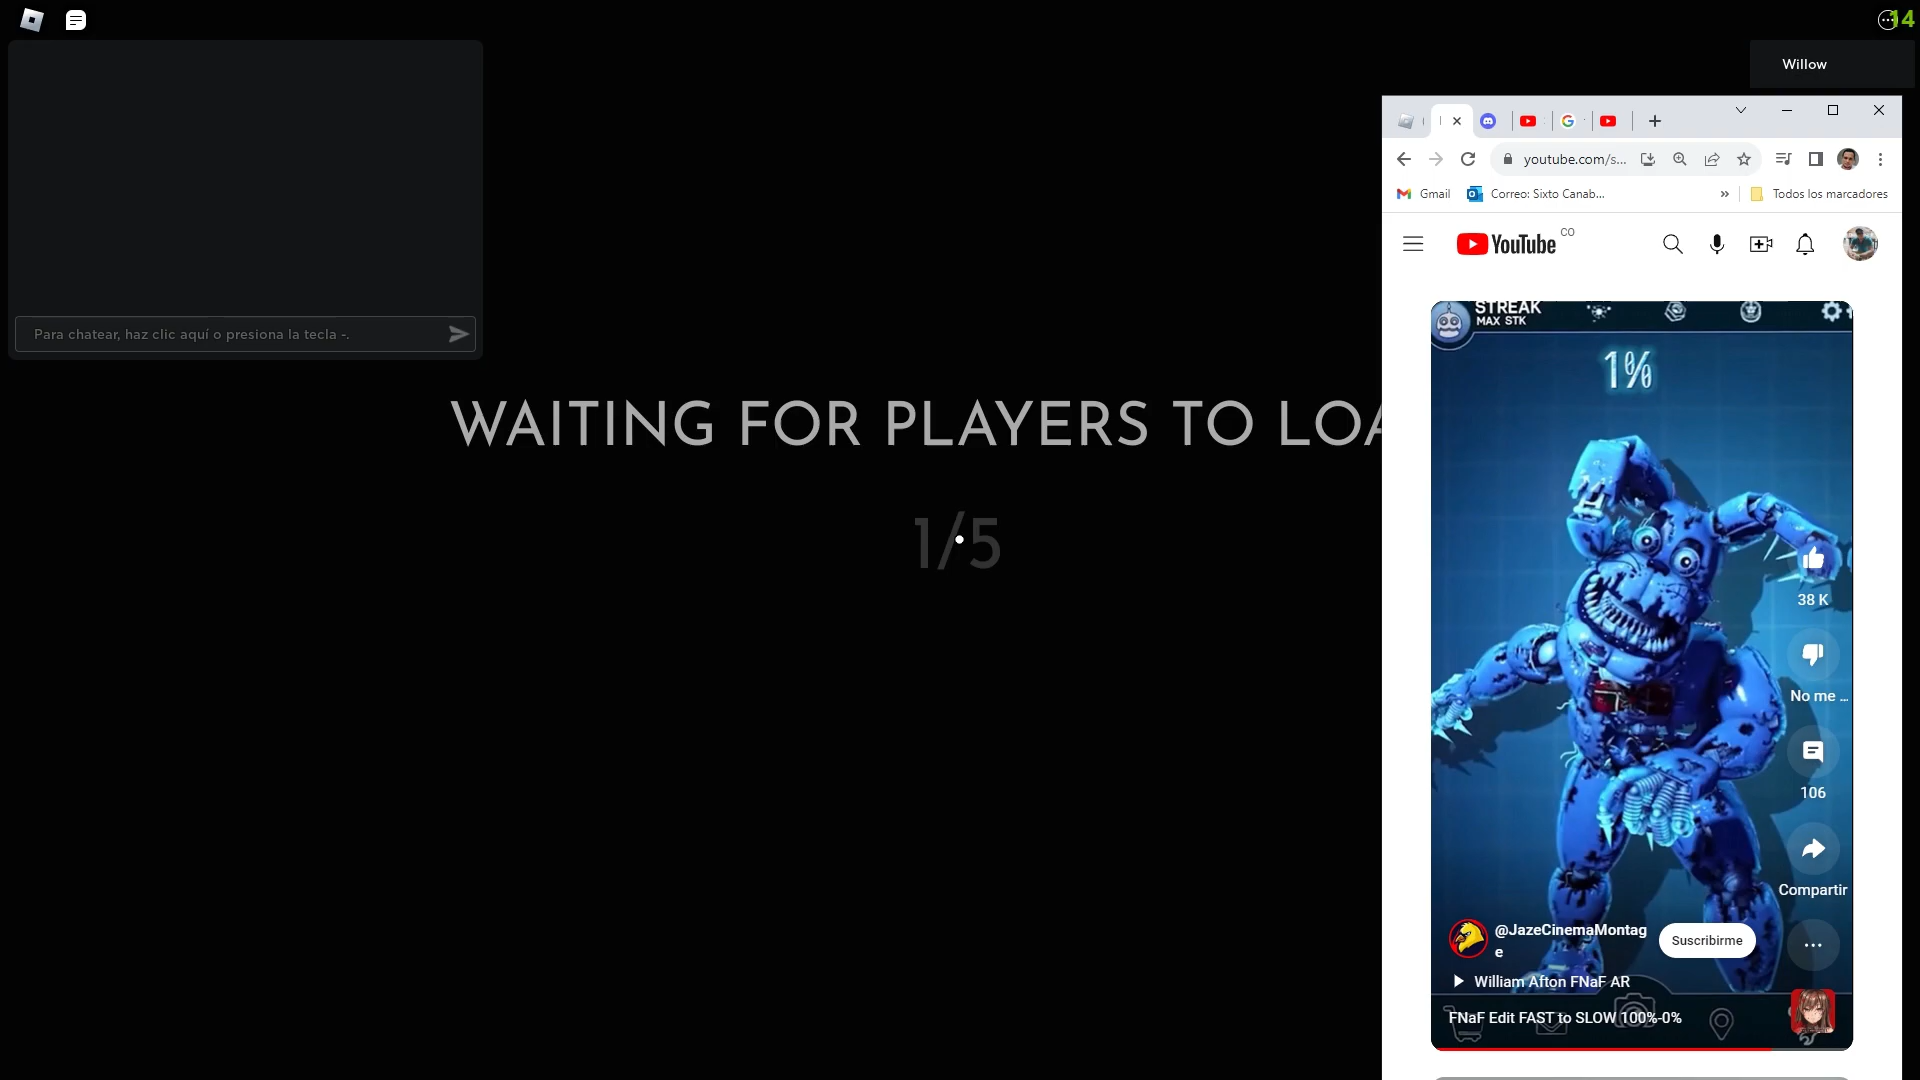 14
Willow
Para chatear, haz clic aquí o presiona la tecla -.
WAITING FOR PLAYERS TO LOA
1/5
youtube.com/s...
Gmail
Correo: Sixto Canab...
»
Todos los marcadores
YouTube
CO
STREAK
MAX STK
1%
38 K
No me ...
106
Compartir
@JazeCinemaMontag
e
Suscribirme
William Afton FNaF AR
FNaF Edit FAST to SLOW 100%-0%